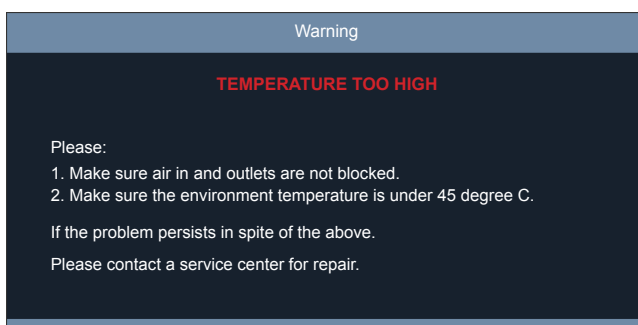 Warning
TEMPERATURE TOO HIGH
Please:
1. Make sure air in and outlets are not blocked.
2. Make sure the environment temperature is under 45 degree C.
If the problem persists in spite of the above.
Please contact a service center for repair.